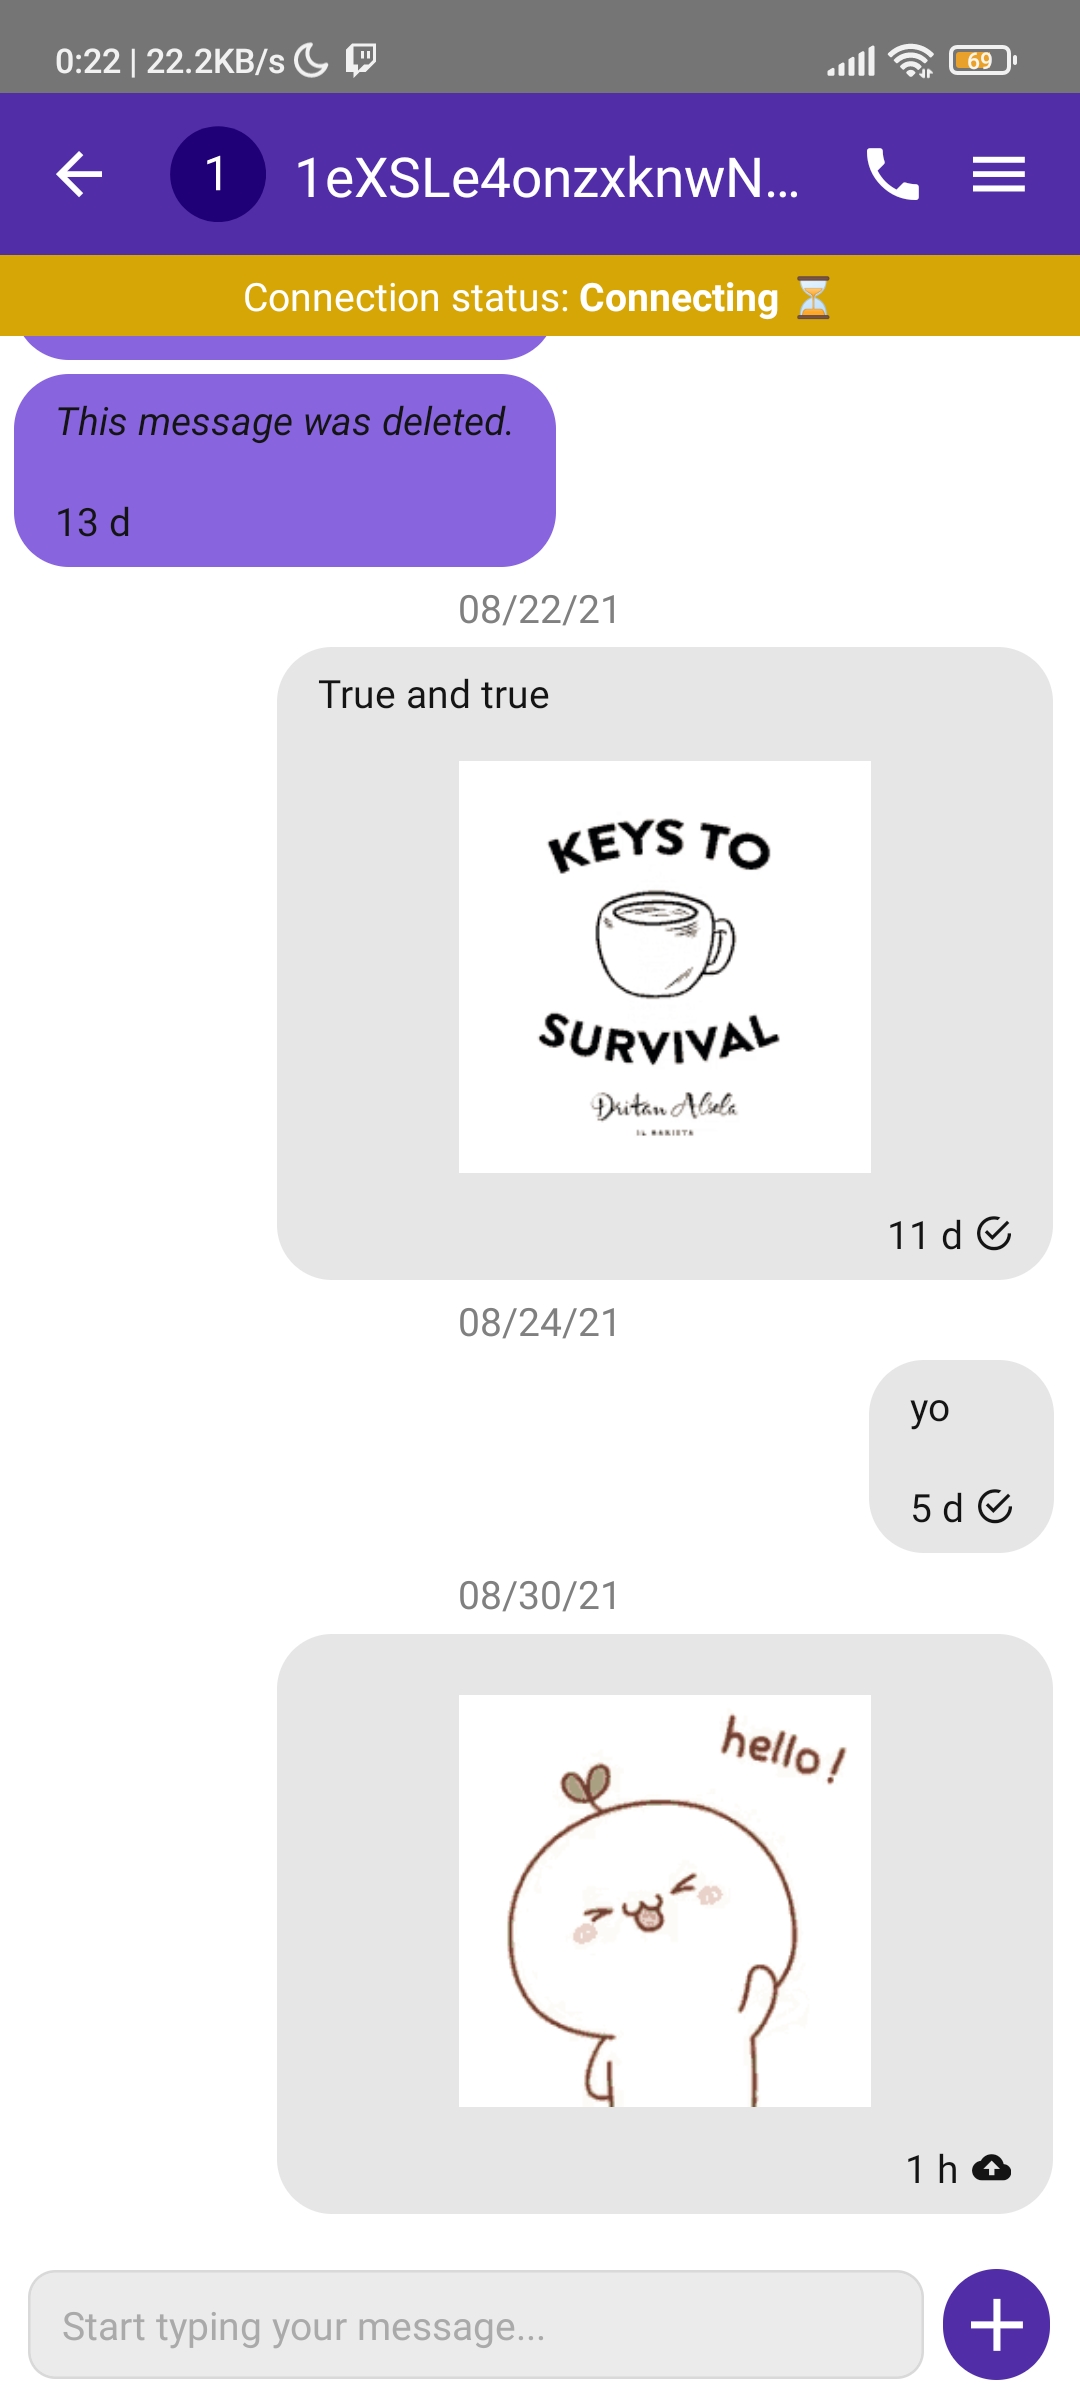 0:22 | 22.2KB/s
69
1
1eXSLe4onzxknwN...
Connection status: Connecting ⏳
This message was deleted.
13 d
08/22/21
True and true
KEYS TO
SURVIVAL
Dritan Alsela
IL BARISTA
11 d
08/24/21
yo
5 d
08/30/21
hello!
1 h
Start typing your message...